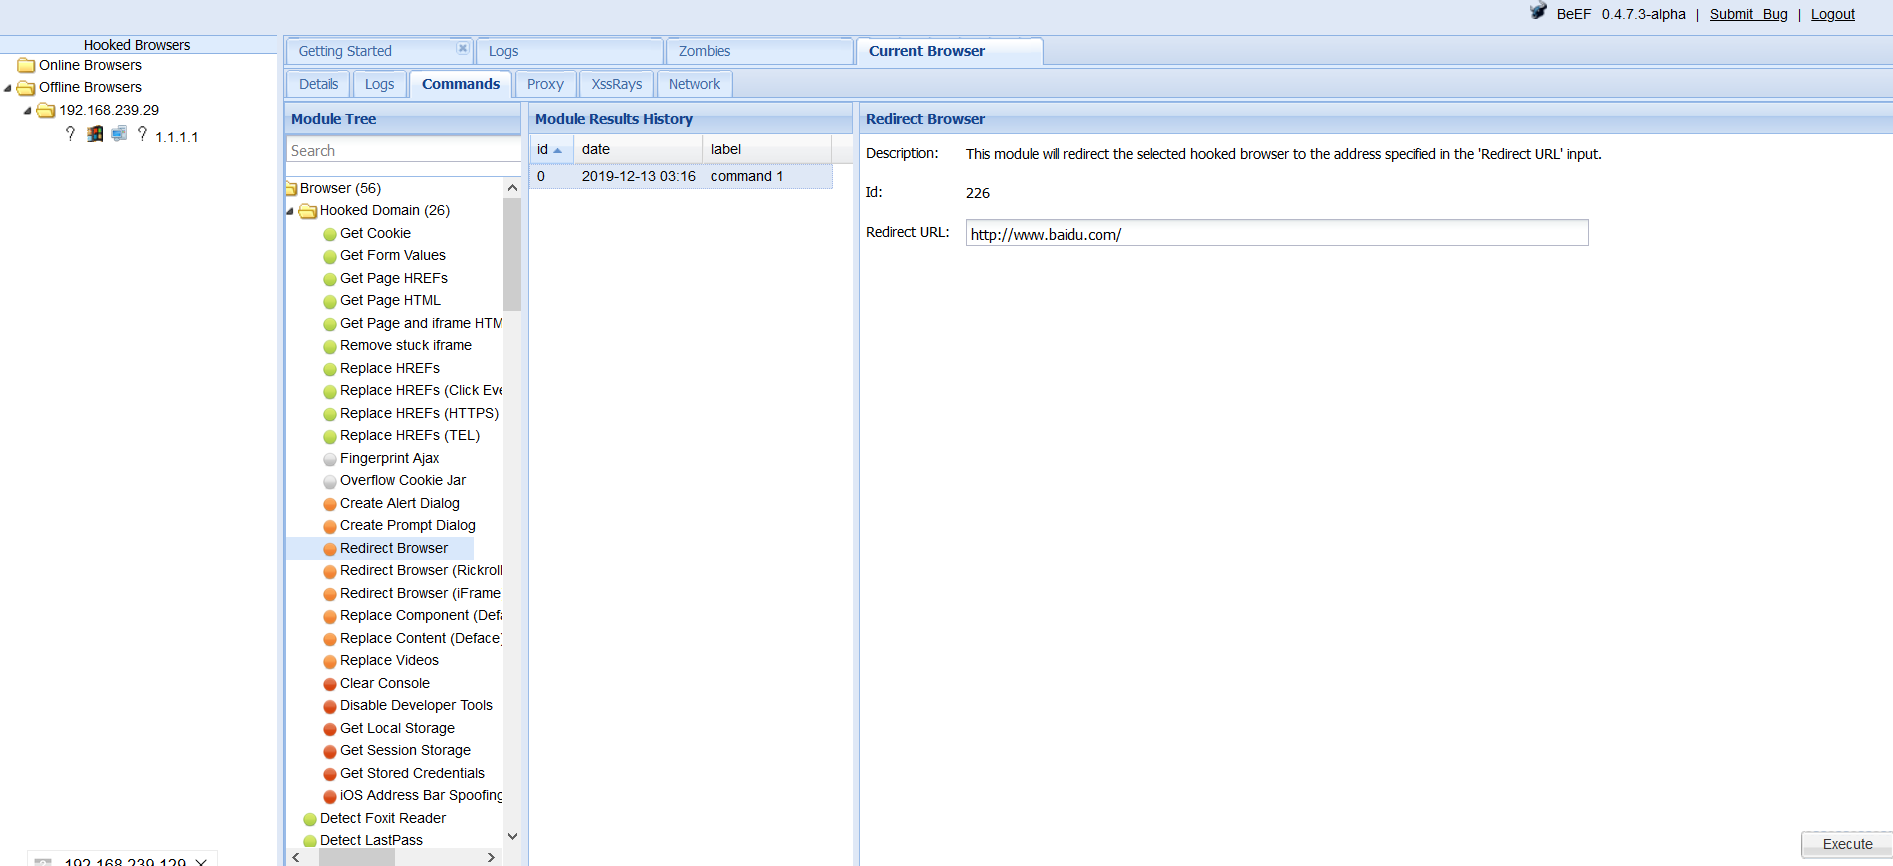 BeEF 0.4.7.3-alpha | Submit Bug | Logout
Hooked Browsers
Online Browsers
Offline Browsers
192.168.239.29
? ? 1.1.1.1
192.168.239.129
Getting Started
Logs
Zombies
Current Browser
Details
Logs
Commands
Proxy
XssRays
Network
Module Tree
Search
Browser (56)
Hooked Domain (26)
Get Cookie
Get Form Values
Get Page HREFs
Get Page HTML
Get Page and iframe HTM
Remove stuck iframe
Replace HREFs
Replace HREFs (Click Eve
Replace HREFs (HTTPS)
Replace HREFs (TEL)
Fingerprint Ajax
Overflow Cookie Jar
Create Alert Dialog
Create Prompt Dialog
Redirect Browser
Redirect Browser (Rickroll
Redirect Browser (iFrame
Replace Component (Defa
Replace Content (Deface)
Replace Videos
Clear Console
Disable Developer Tools
Get Local Storage
Get Session Storage
Get Stored Credentials
iOS Address Bar Spoofing
Detect Foxit Reader
Detect LastPass
Module Results History
id date label
0 2019-12-13 03:16 command 1
Redirect Browser
Description: This module will redirect the selected hooked browser to the address specified in the 'Redirect URL' input.
Id: 226
Redirect URL: http://www.baidu.com/
Execute